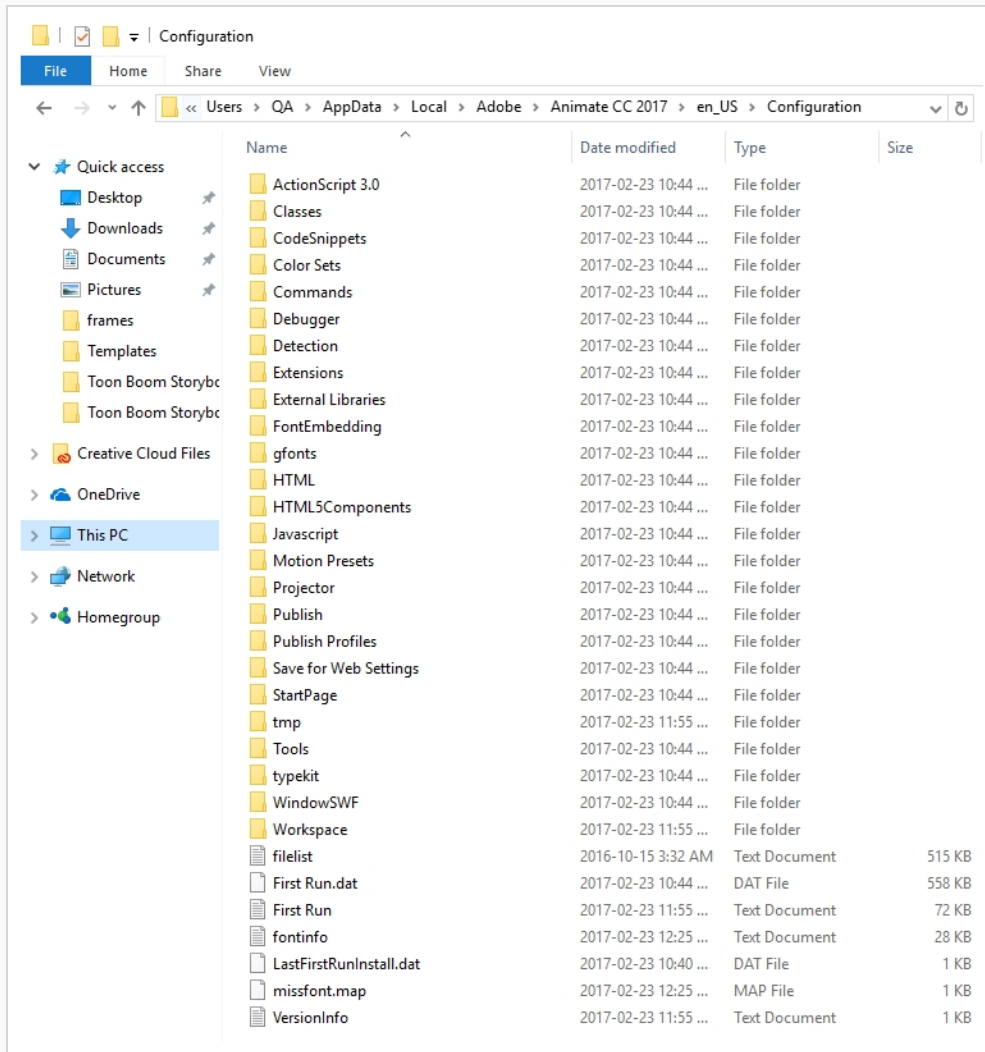 Configuration
File Home Share View
« Users > QA > AppData > Local > Adobe > Animate CC 2017 > en_US > Configuration
Quick access
Desktop
Downloads
Documents
Pictures
frames
Templates
Toon Boom Storybo
Toon Boom Storybo
Creative Cloud Files
OneDrive
This PC
Network
Homegroup
Name Date modified Type Size
ActionScript 3.0 2017-02-23 10:44 ... File folder
Classes 2017-02-23 10:44 ... File folder
CodeSnippets 2017-02-23 10:44 ... File folder
Color Sets 2017-02-23 10:44 ... File folder
Commands 2017-02-23 10:44 ... File folder
Debugger 2017-02-23 10:44 ... File folder
Detection 2017-02-23 10:44 ... File folder
Extensions 2017-02-23 10:44 ... File folder
External Libraries 2017-02-23 10:44 ... File folder
FontEmbedding 2017-02-23 10:44 ... File folder
gfonts 2017-02-23 10:44 ... File folder
HTML 2017-02-23 10:44 ... File folder
HTML5Components 2017-02-23 10:44 ... File folder
Javascript 2017-02-23 10:44 ... File folder
Motion Presets 2017-02-23 10:44 ... File folder
Projector 2017-02-23 10:44 ... File folder
Publish 2017-02-23 10:44 ... File folder
Publish Profiles 2017-02-23 10:44 ... File folder
Save for Web Settings 2017-02-23 10:44 ... File folder
StartPage 2017-02-23 10:44 ... File folder
tmp 2017-02-23 11:55 ... File folder
Tools 2017-02-23 10:44 ... File folder
typekit 2017-02-23 10:44 ... File folder
WindowSWF 2017-02-23 10:44 ... File folder
Workspace 2017-02-23 11:55 ... File folder
filelist 2016-10-15 3:32 AM Text Document 515 KB
First Run.dat 2017-02-23 10:44 ... DAT File 558 KB
First Run 2017-02-23 11:55 ... Text Document 72 KB
fontinfo 2017-02-23 12:25 ... Text Document 28 KB
LastFirstRunInstall.dat 2017-02-23 10:40 ... DAT File 1 KB
missfont.map 2017-02-23 12:25 ... MAP File 1 KB
VersionInfo 2017-02-23 11:55 ... Text Document 1 KB